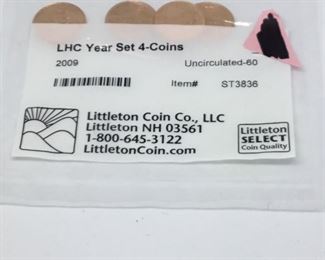 LHC Year Set 4-Coins
2009 Uncirculated-60
Item# ST3836
Littleton Coin Co., LLC
Littleton NH 03561
1-800-645-3122
LittletonCoin.com
Littleton
SELECT
Coin Quality